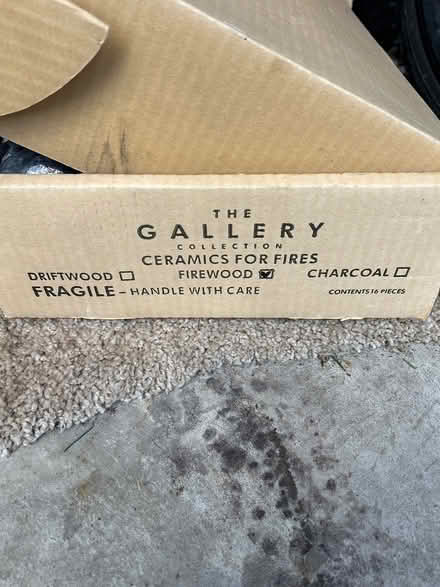 THE
GALLERY
COLLECTION
CERAMICS FOR FIRES
DRIFTWOOD ☐ FIREWOOD ☑ CHARCOAL ☐
FRAGILE – HANDLE WITH CARE CONTENTS 16 PIECES